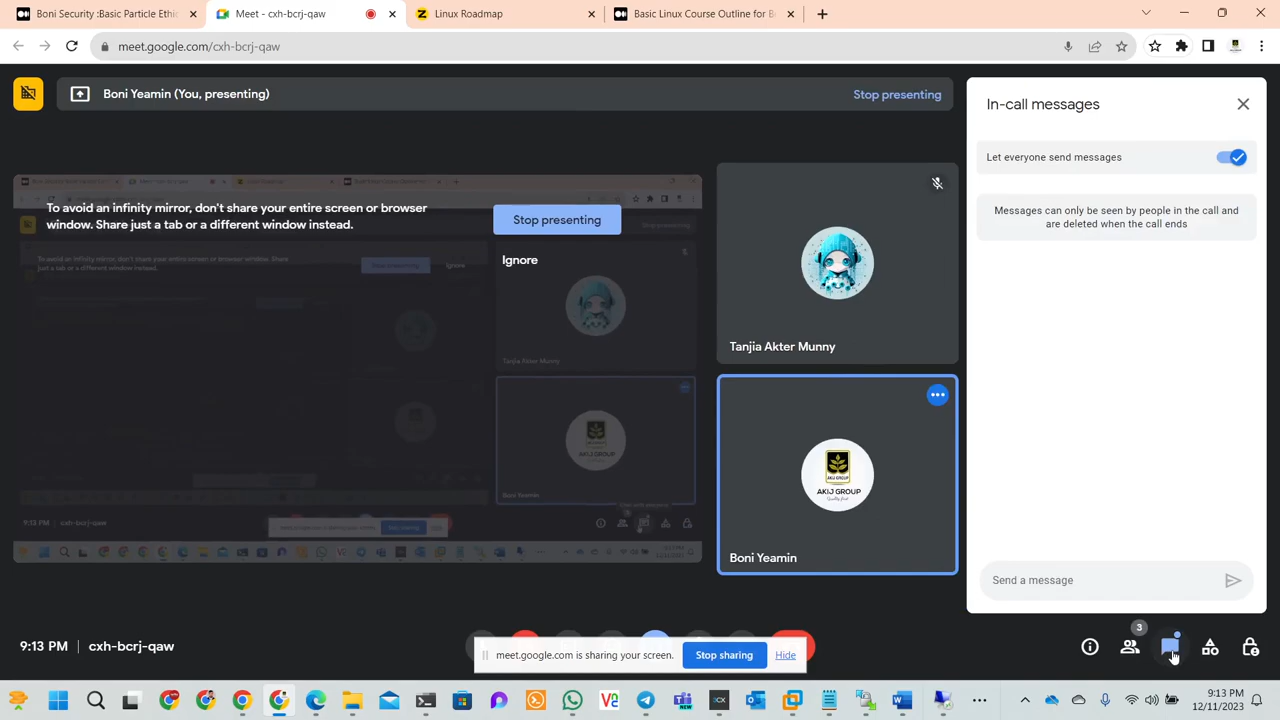 Boni Security :Basic Particle Ethic
Meet - cxh-bcrj-qaw
Linux Roadmap
Basic Linux Course Outline for Be
meet.google.com/cxh-bcrj-qaw
Boni Yeamin (You, presenting)
Stop presenting
To avoid an infinity mirror, don't share your entire screen or browser
window. Share just a tab or a different window instead.
Stop presenting
Ignore
Tanjia Akter Munny
AKIJ GROUP
Boni Yeamin
In-call messages
Let everyone send messages
Messages can only be seen by people in the call and
are deleted when the call ends
Send a message
9:13 PM
cxh-bcrj-qaw
meet.google.com is sharing your screen.
Stop sharing
Hide
3
9:13 PM
12/11/2023